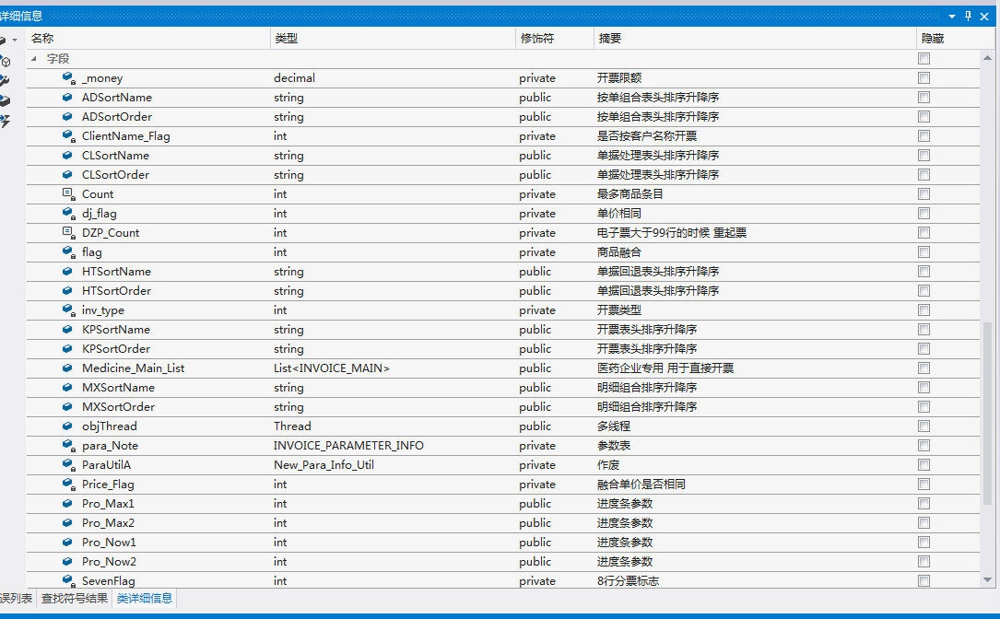 详细信息
名称 类型 修饰符 摘要 隐藏
字段
_money decimal private 开票限额
ADSortName string public 按单组合表头排序升降序
ADSortOrder string public 按单组合表头排序升降序
ClientName_Flag int private 是否按客户名称开票
CLSortName string public 单据处理表头排序升降序
CLSortOrder string public 单据处理表头排序升降序
Count int private 最多商品条目
dj_flag int private 单价相同
DZP_Count int private 电子票大于99行的时候 重起票
flag int private 商品融合
HTSortName string public 单据回退表头排序升降序
HTSortOrder string public 单据回退表头排序升降序
inv_type int private 开票类型
KPSortName string public 开票表头排序升降序
KPSortOrder string public 开票表头排序升降序
Medicine_Main_List List<INVOICE_MAIN> public 医药企业专用 用于直接开票
MXSortName string public 明细组合排序升降序
MXSortOrder string public 明细组合排序升降序
objThread Thread public 多线程
para_Note INVOICE_PARAMETER_INFO private 参数表
ParaUtilA New_Para_Info_Util private 作废
Price_Flag int private 融合单价是否相同
Pro_Max1 int public 进度条参数
Pro_Max2 int public 进度条参数
Pro_Now1 int public 进度条参数
Pro_Now2 int public 进度条参数
SevenFlag int private 8行分票标志
误列表 查找符号结果 类详细信息